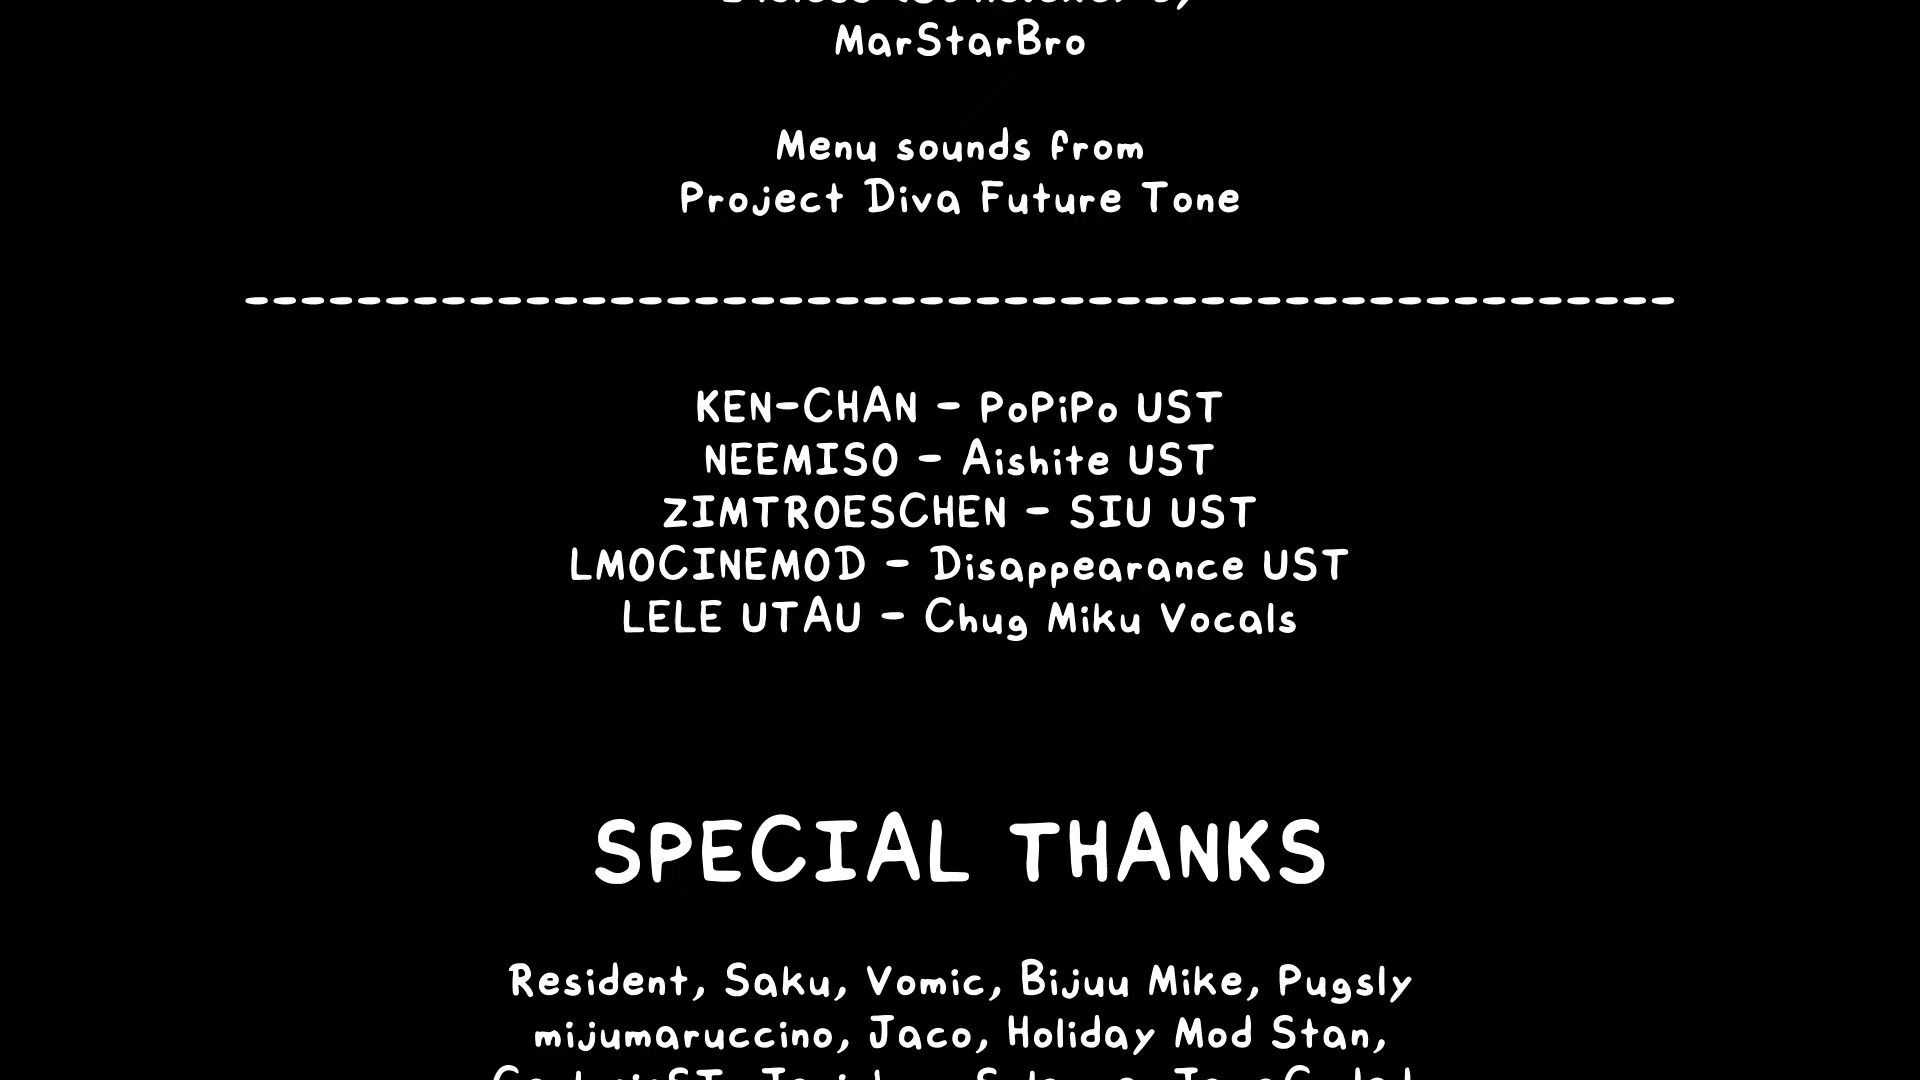 MarStarBro
Menu sounds from
Project Diva Future Tone
--------------------------------------------------
KEN-CHAN - PoPiPo UST
NEEMISO - Aishite UST
ZIMTROESCHEN - SIU UST
LMOCINEMOD - Disappearance UST
LELE UTAU - Chug Miku Vocals
SPECIAL THANKS
Resident, Saku, Vomic, Bijuu Mike, Pugsly
mijumaruccino, Jaco, Holiday Mod Stan,